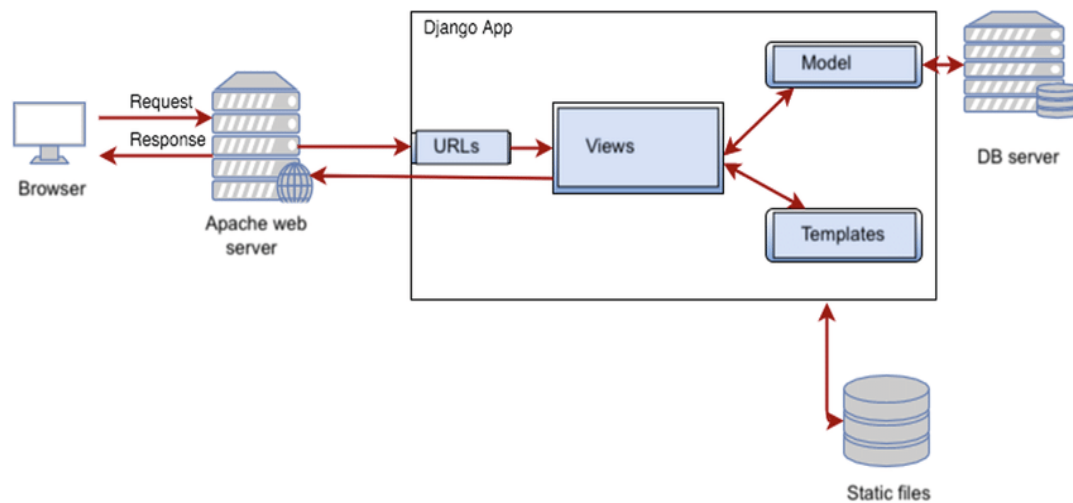 Django App
Request
Response
Browser
Apache web
server
URLs
Views
Model
Templates
DB server
Static files